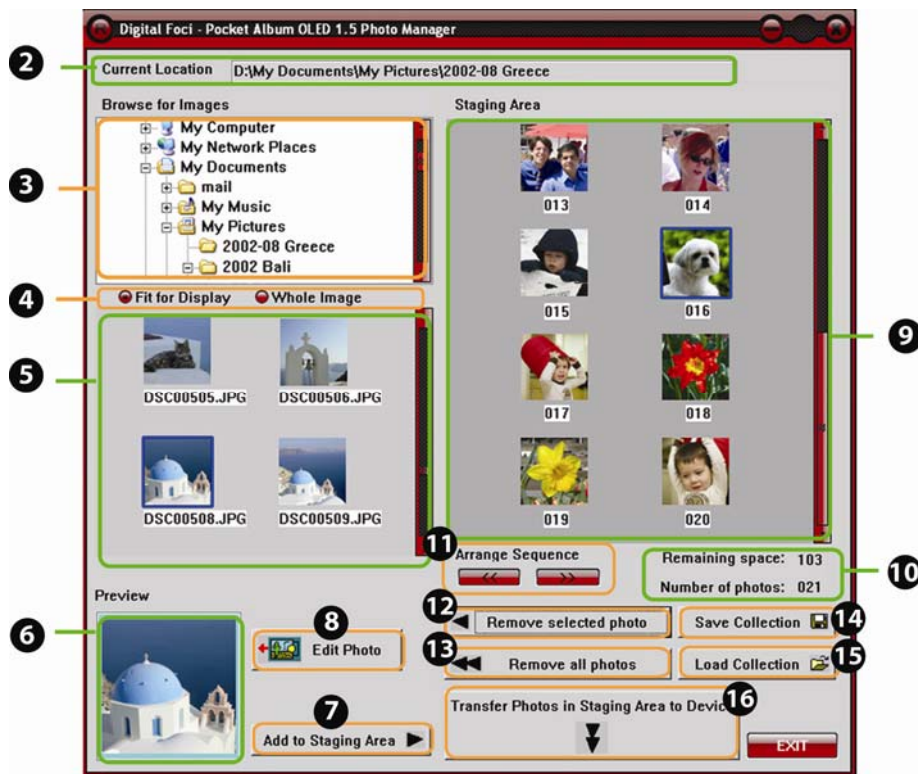 Digital Foci - Pocket Album OLED 1.5 Photo Manager
2
Current Location D:\My Documents\My Pictures\2002-08 Greece
Browse for Images
3
My Computer
My Network Places
My Documents
mail
My Music
My Pictures
2002-08 Greece
2002 Bali
4
Fit for Display Whole Image
5
DSC00505.JPG DSC00506.JPG
DSC00508.JPG DSC00509.JPG
Preview
6
8
Edit Photo
7
Add to Staging Area
Staging Area
013 014
015 016
9
017 018
019 020
11
Arrange Sequence
<< >>
Remaining space: 103
10
Number of photos: 021
12
Remove selected photo
14
Save Collection
13
Remove all photos
15
Load Collection
16
Transfer Photos in Staging Area to Devic
EXIT